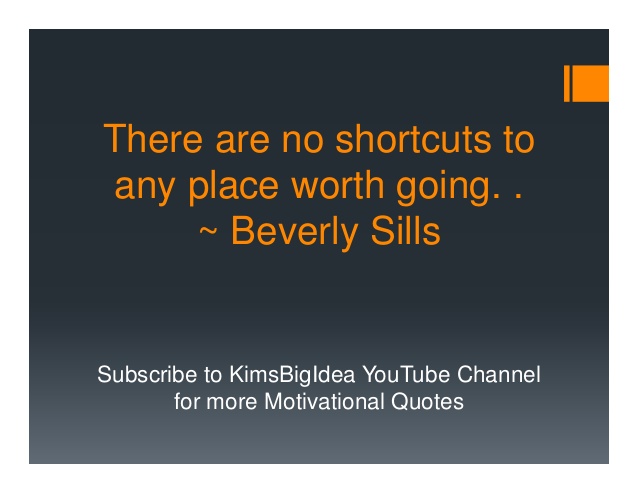 There are no shortcuts to
any place worth going. .
~ Beverly Sills
Subscribe to KimsBigIdea YouTube Channel
for more Motivational Quotes